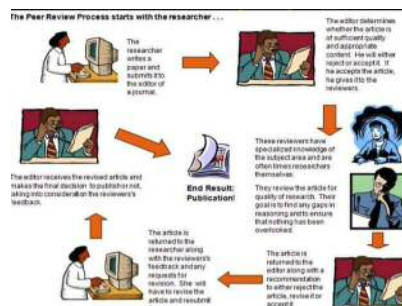 The Peer Review Process starts with the researcher . . .
The
researcher
writes a
paper and
submits it to
the editor of
a journal.
The editor determines
whether the article is
of sufficient quality
and appropriate
content. He will either
reject or accept it. If
he accepts the article,
he gives it to the
reviewers.
These reviewers have
specialized knowledge of
the subject area and are
often times researchers
themselves.
They review the article for
quality of research. Their
goal is to find any gaps in
reasoning and to ensure
that nothing has been
overlooked.
The article is
returned to the
editor along with a
recommendation
to either reject the
article, revise it or
accept it.
The article is
returned to the
researcher along
with the reviewer's
feedback and any
requests for
revision. She will
have to revise the
article and resubmit
The editor receives the revised article and
makes the final decision to publish or not,
taking into consideration the reviewers's
feedback.
End Result:
Publication!